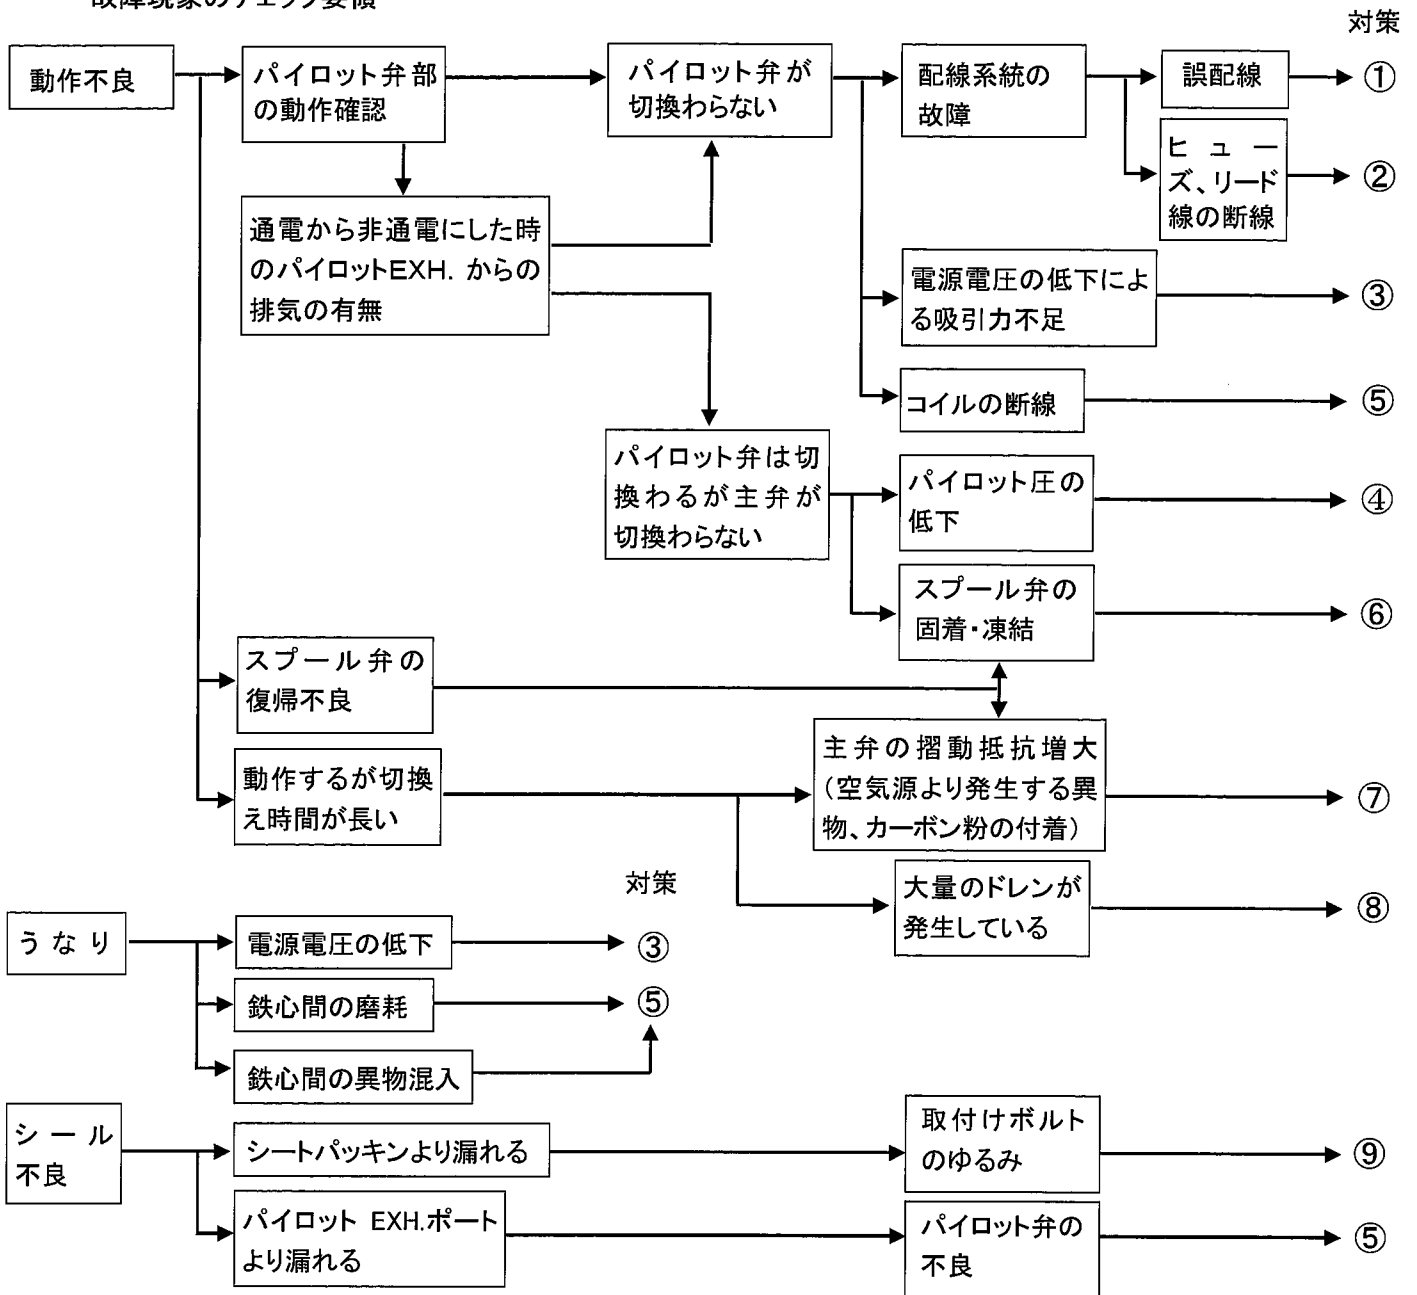 故障現象のチェック要領
対策
動作不良
パイロット弁部
の動作確認
パイロット弁が
切換わらない
配線系統の
故障
誤配線
①
ヒュー
ズ、リード
線の断線
②
通電から非通電にした時
のパイロットEXH. からの
排気の有無
電源電圧の低下によ
る吸引力不足
③
コイルの断線
⑤
パイロット弁は切
換わるが主弁が
切換わらない
パイロット圧の
低下
④
スプール弁の
固着・凍結
⑥
スプール弁の
復帰不良
動作するが切換
え時間が長い
主弁の摺動抵抗増大
(空気源より発生する異
物、カーボン粉の付着)
⑦
大量のドレンが
発生している
⑧
対策
うなり
電源電圧の低下
③
鉄心間の磨耗
⑤
鉄心間の異物混入
シール
不良
シートパッキンより漏れる
取付けボルト
のゆるみ
⑨
パイロット EXH.ポート
より漏れる
パイロット弁の
不良
⑤